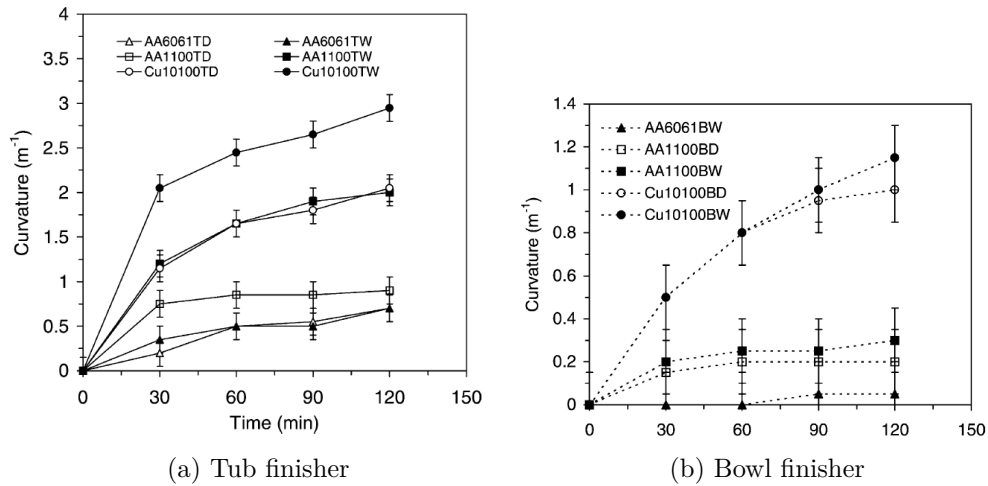 4
3.5
3
2.5
2
1.5
1
0.5
0
Curvature (m⁻¹)
AA6061TD
AA6061TW
AA1100TD
AA1100TW
Cu10100TD
Cu10100TW
0 30 60 90 120 150
Time (min)
(a) Tub finisher
1.4
1.2
1
0.8
0.6
0.4
0.2
0
Curvature (m⁻¹)
AA6061BW
AA1100BD
AA1100BW
Cu10100BD
Cu10100BW
0 30 60 90 120 150
(b) Bowl finisher